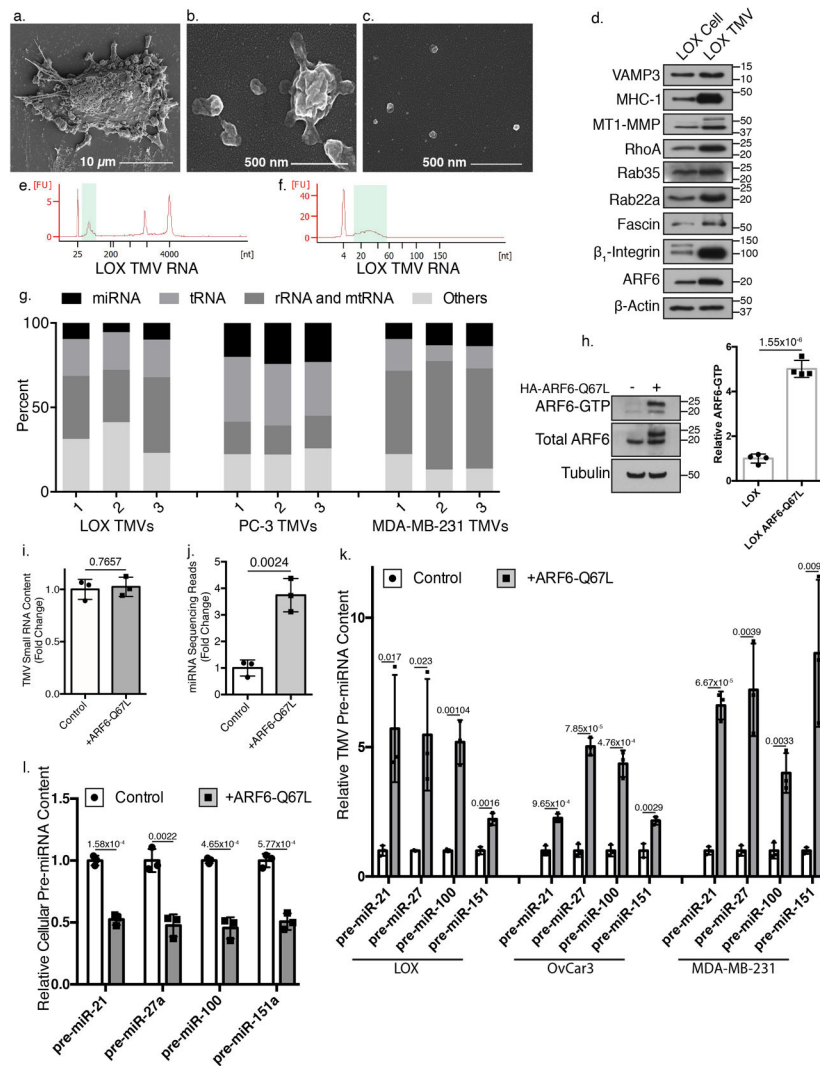 a.
b.
c.
10 µm
500 nm
500 nm
d.
LOX Cell
LOX TMV
VAMP3
15
10
MHC-1
50
MT1-MMP
50
37
RhoA
25
20
Rab35
25
20
Rab22a
25
20
Fascin
50
β1-Integrin
150
100
ARF6
20
β-Actin
50
37
e.
[FU]
5
0
25
200
4000
[nt]
LOX TMV RNA
f.
[FU]
40
20
0
4
20
60
100
150
[nt]
LOX TMV RNA
g.
miRNA
tRNA
rRNA and mtRNA
Others
Percent
100
50
0
1
2
3
1
2
3
1
2
3
LOX TMVs
PC-3 TMVs
MDA-MB-231 TMVs
h.
HA-ARF6-Q67L
-
+
ARF6-GTP
25
20
Total ARF6
25
20
Tubulin
50
Relative ARF6-GTP
6
4
2
0
1.55x10-6
LOX
LOX ARF6-Q67L
i.
TMV Small RNA Content
(Fold Change)
1.0
0.5
0.0
0.7657
Control
+ARF6-Q67L
j.
miRNA Sequencing Reads
(Fold Change)
5
4
3
2
1
0
0.0024
Control
+ARF6-Q67L
k.
Control
+ARF6-Q67L
Relative TMV Pre-miRNA Content
10
5
0
0.017
0.023
0.00104
0.0016
9.65x10-4
7.85x10-5
4.76x10-4
0.0029
6.67x10-5
0.0039
0.0033
pre-miR-21
pre-miR-27
pre-miR-100
pre-miR-151
pre-miR-21
pre-miR-27
pre-miR-100
pre-miR-151
pre-miR-21
pre-miR-27
pre-miR-100
pre-miR-151
LOX
OvCar3
MDA-MB-231
l.
Control
+ARF6-Q67L
Relative Cellular Pre-miRNA Content
1.5
1.0
0.5
0.0
1.58x10-4
0.0022
4.65x10-4
5.77x10-4
pre-miR-21
pre-miR-27a
pre-miR-100
pre-miR-151a